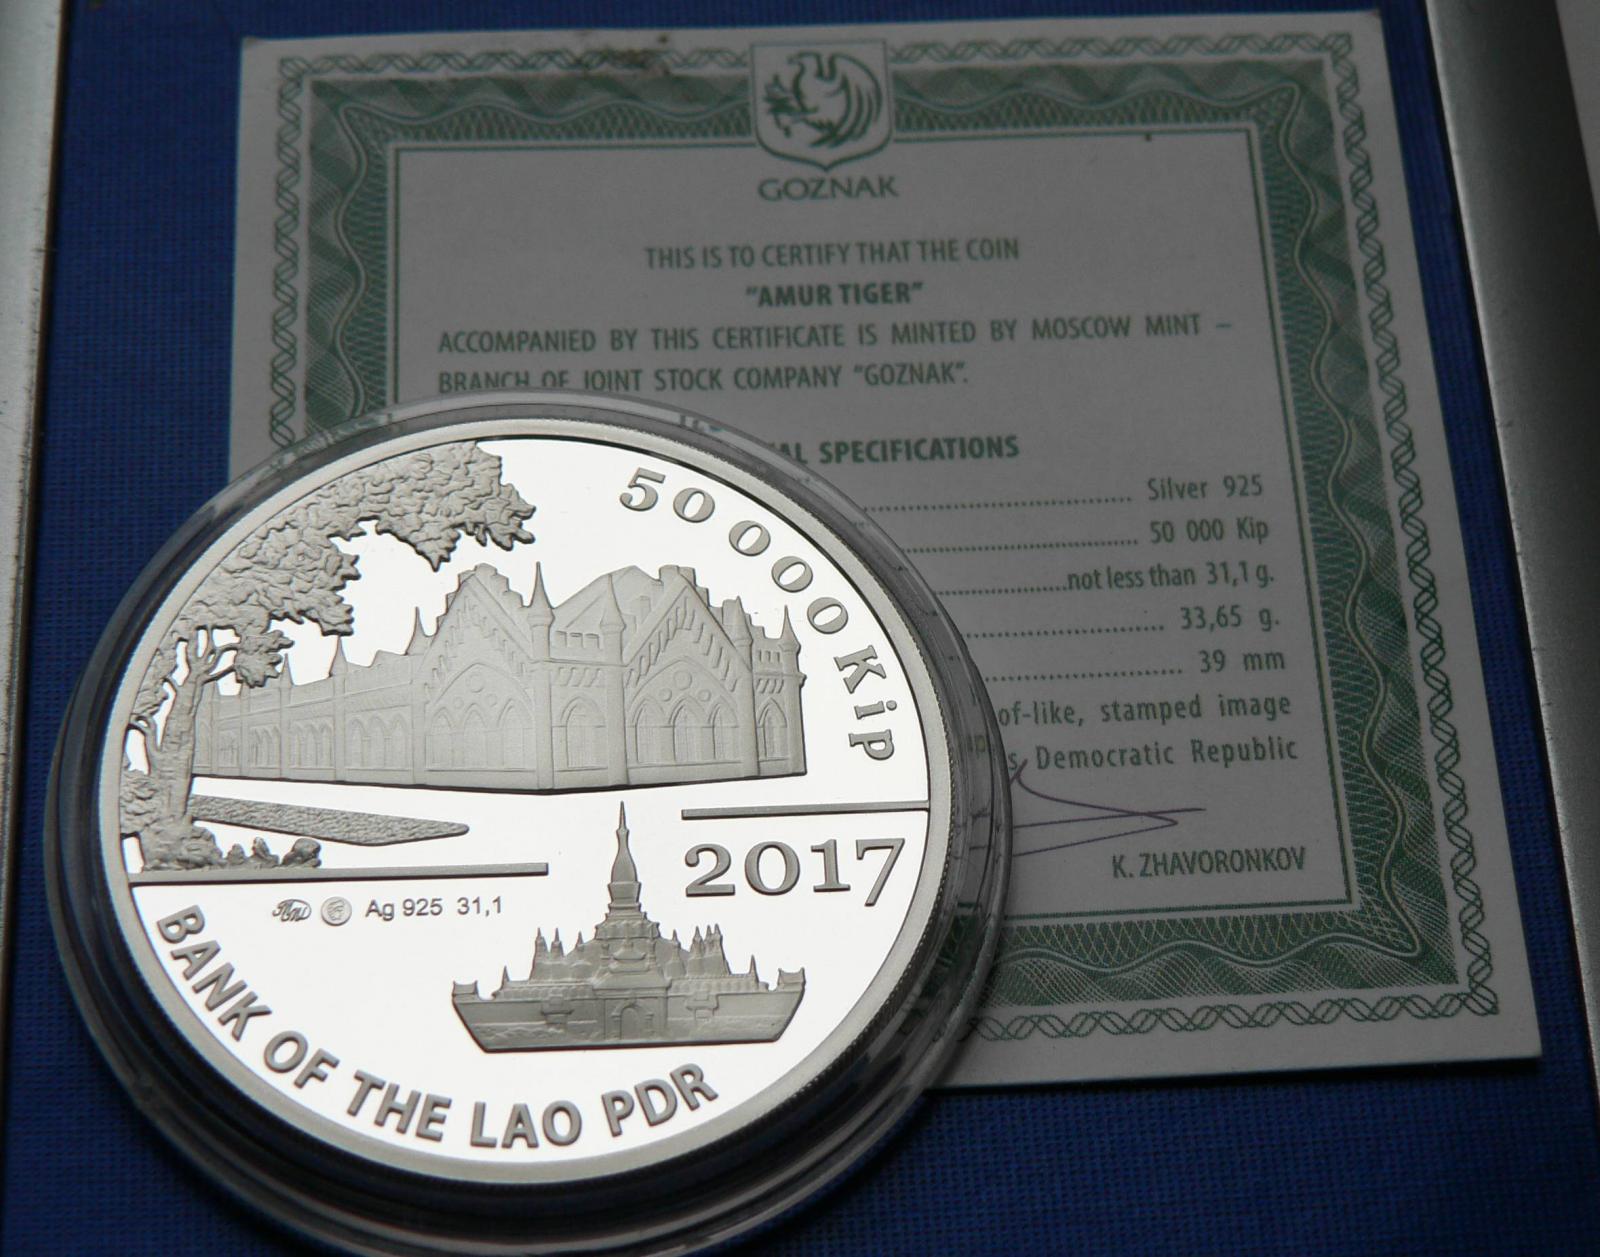 GOZNAK
THIS IS TO CERTIFY THAT THE COIN
"AMUR TIGER"
ACCOMPANIED BY THIS CERTIFICATE IS MINTED BY MOSCOW MINT –
BRANCH OF JOINT STOCK COMPANY "GOZNAK".
AL SPECIFICATIONS
Silver 925
50 000 Kip
not less than 31,1 g.
33,65 g.
39 mm
of-like, stamped image
s Democratic Republic
K. ZHAVORONKOV
50 000 Kip
2017
Ag 925 31,1
BANK OF THE LAO PDR